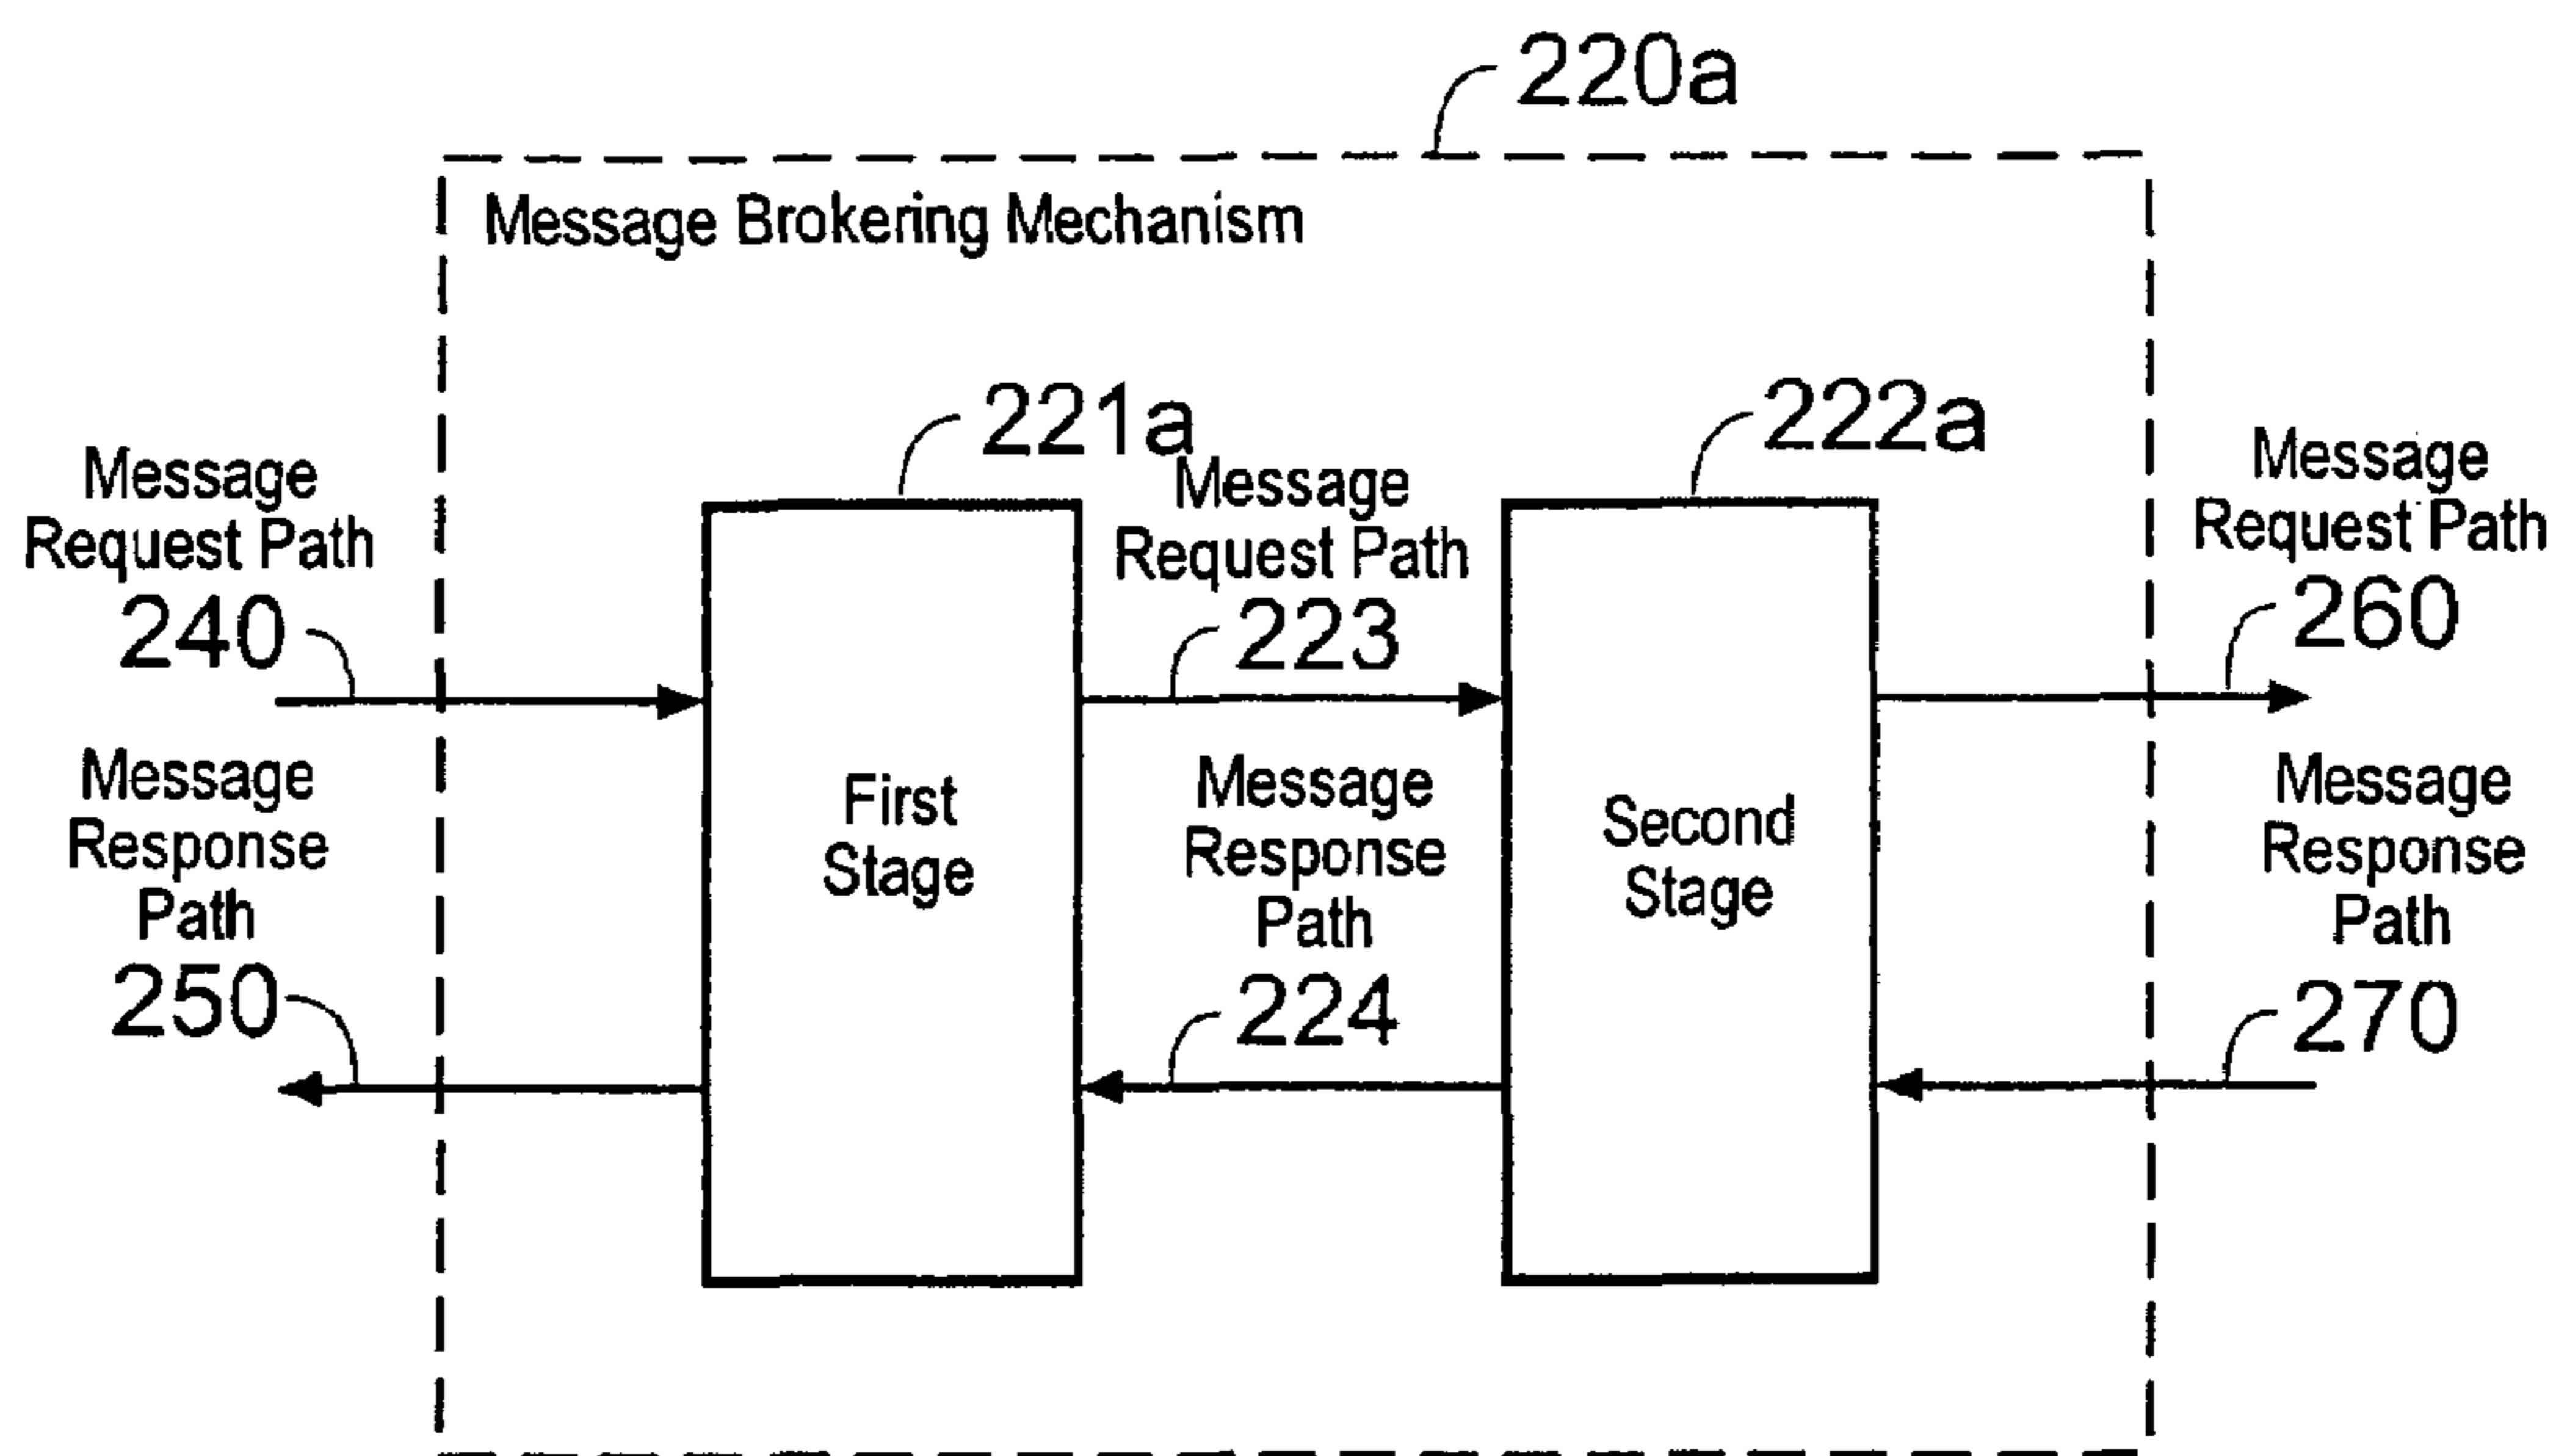 220a
Message Brokering Mechanism
221a
222a
Message
Request Path
240
Message
Request Path
223
Message
Request Path
260
Message
Response
Path
250
First
Stage
Message
Response
Path
224
Second
Stage
Message
Response
Path
270